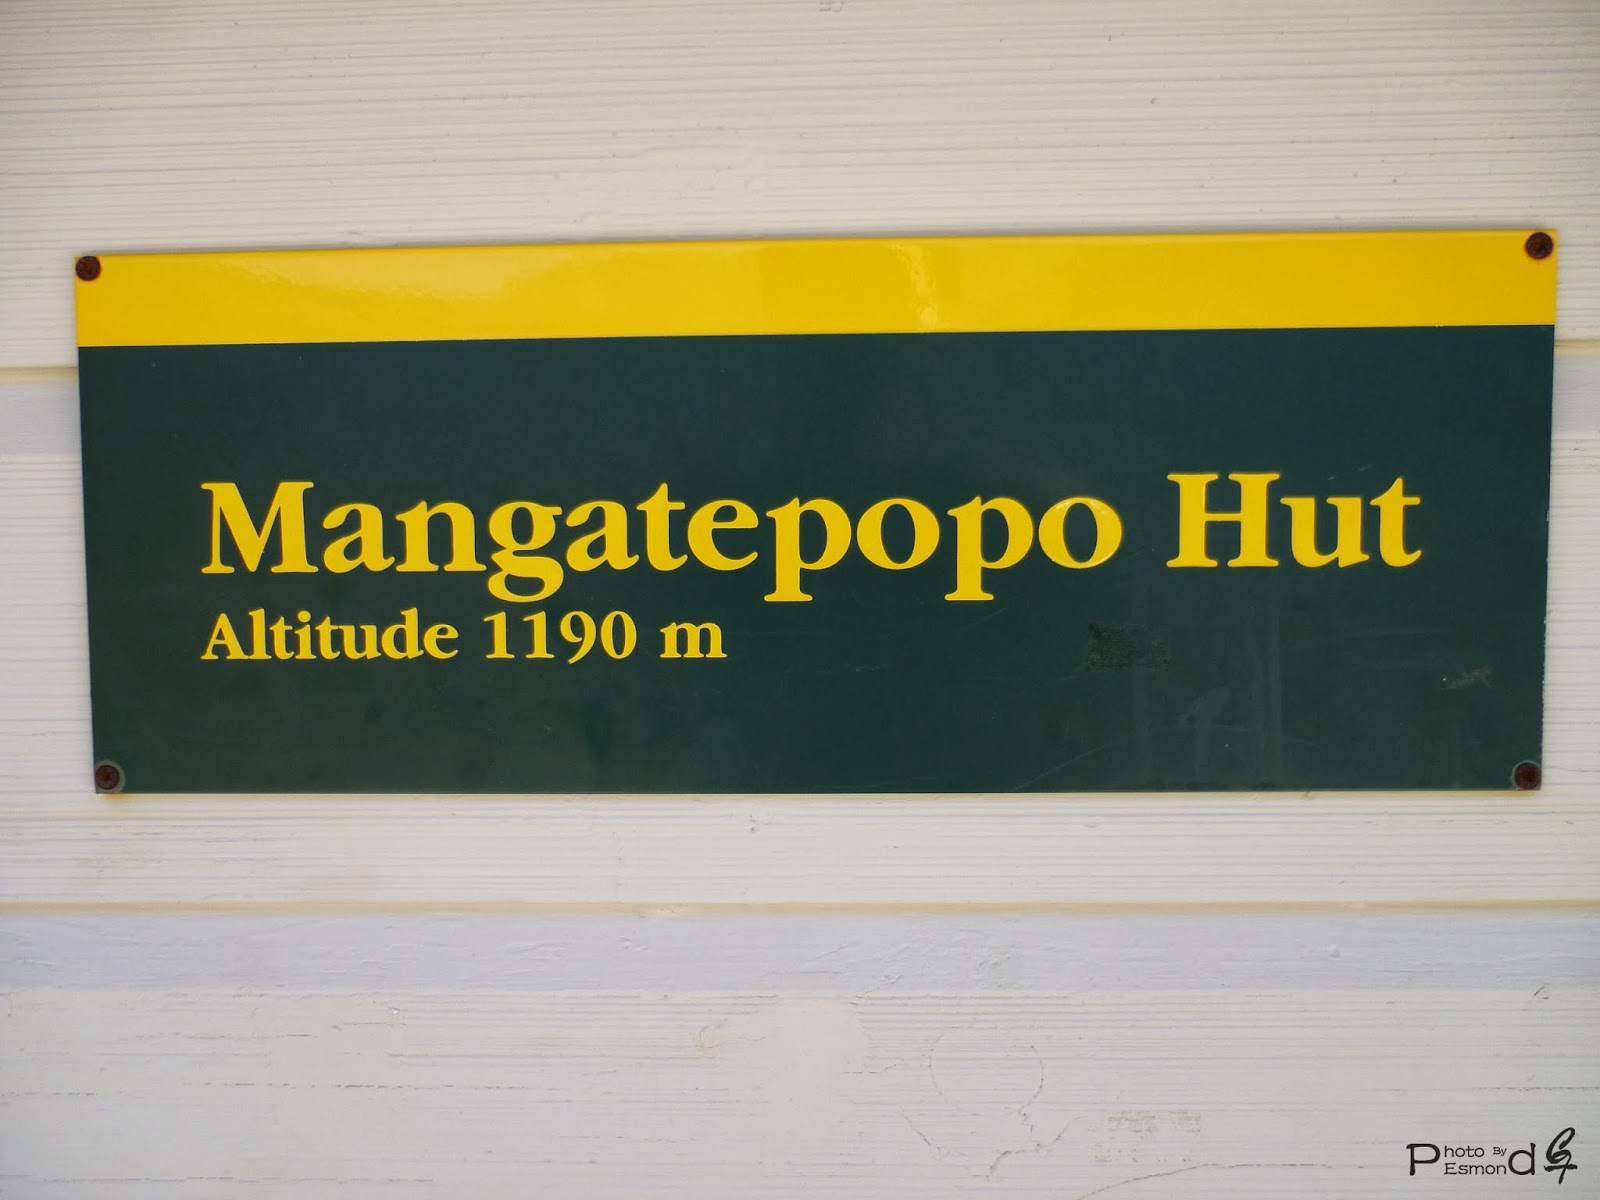 Mangatepopo Hut
Altitude 1190 m
Photo By
Esmond